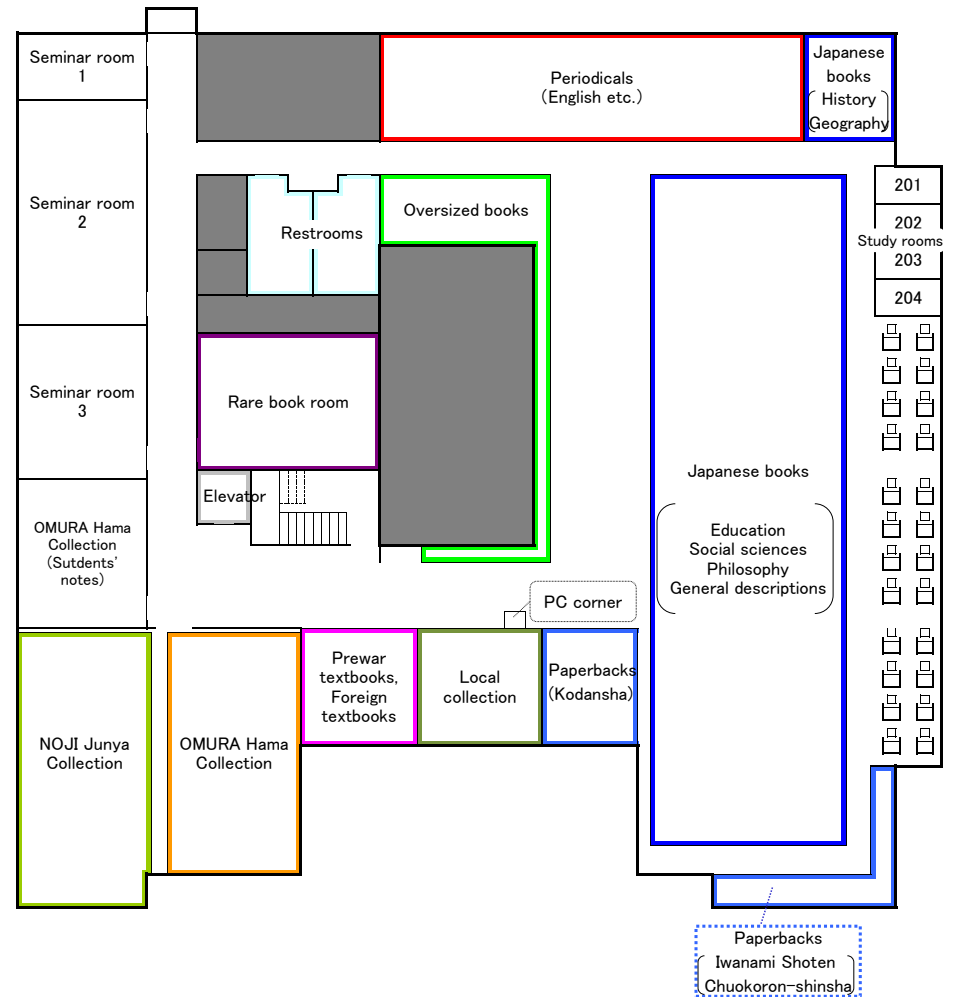 Seminar room
1
Periodicals
(English etc.)
Japanese
books
History
Geography
Seminar room
2
Restrooms
Oversized books
201
202
Study rooms
203
204
Seminar room
3
Rare book room
Elevator
OMURA Hama
Collection
(Sutdents'
notes)
Japanese books
Education
Social sciences
Philosophy
General descriptions
PC corner
Prewar
textbooks,
Foreign
textbooks
Local
collection
Paperbacks
(Kodansha)
NOJI Junya
Collection
OMURA Hama
Collection
Paperbacks
Iwanami Shoten
Chuokoron-shinsha